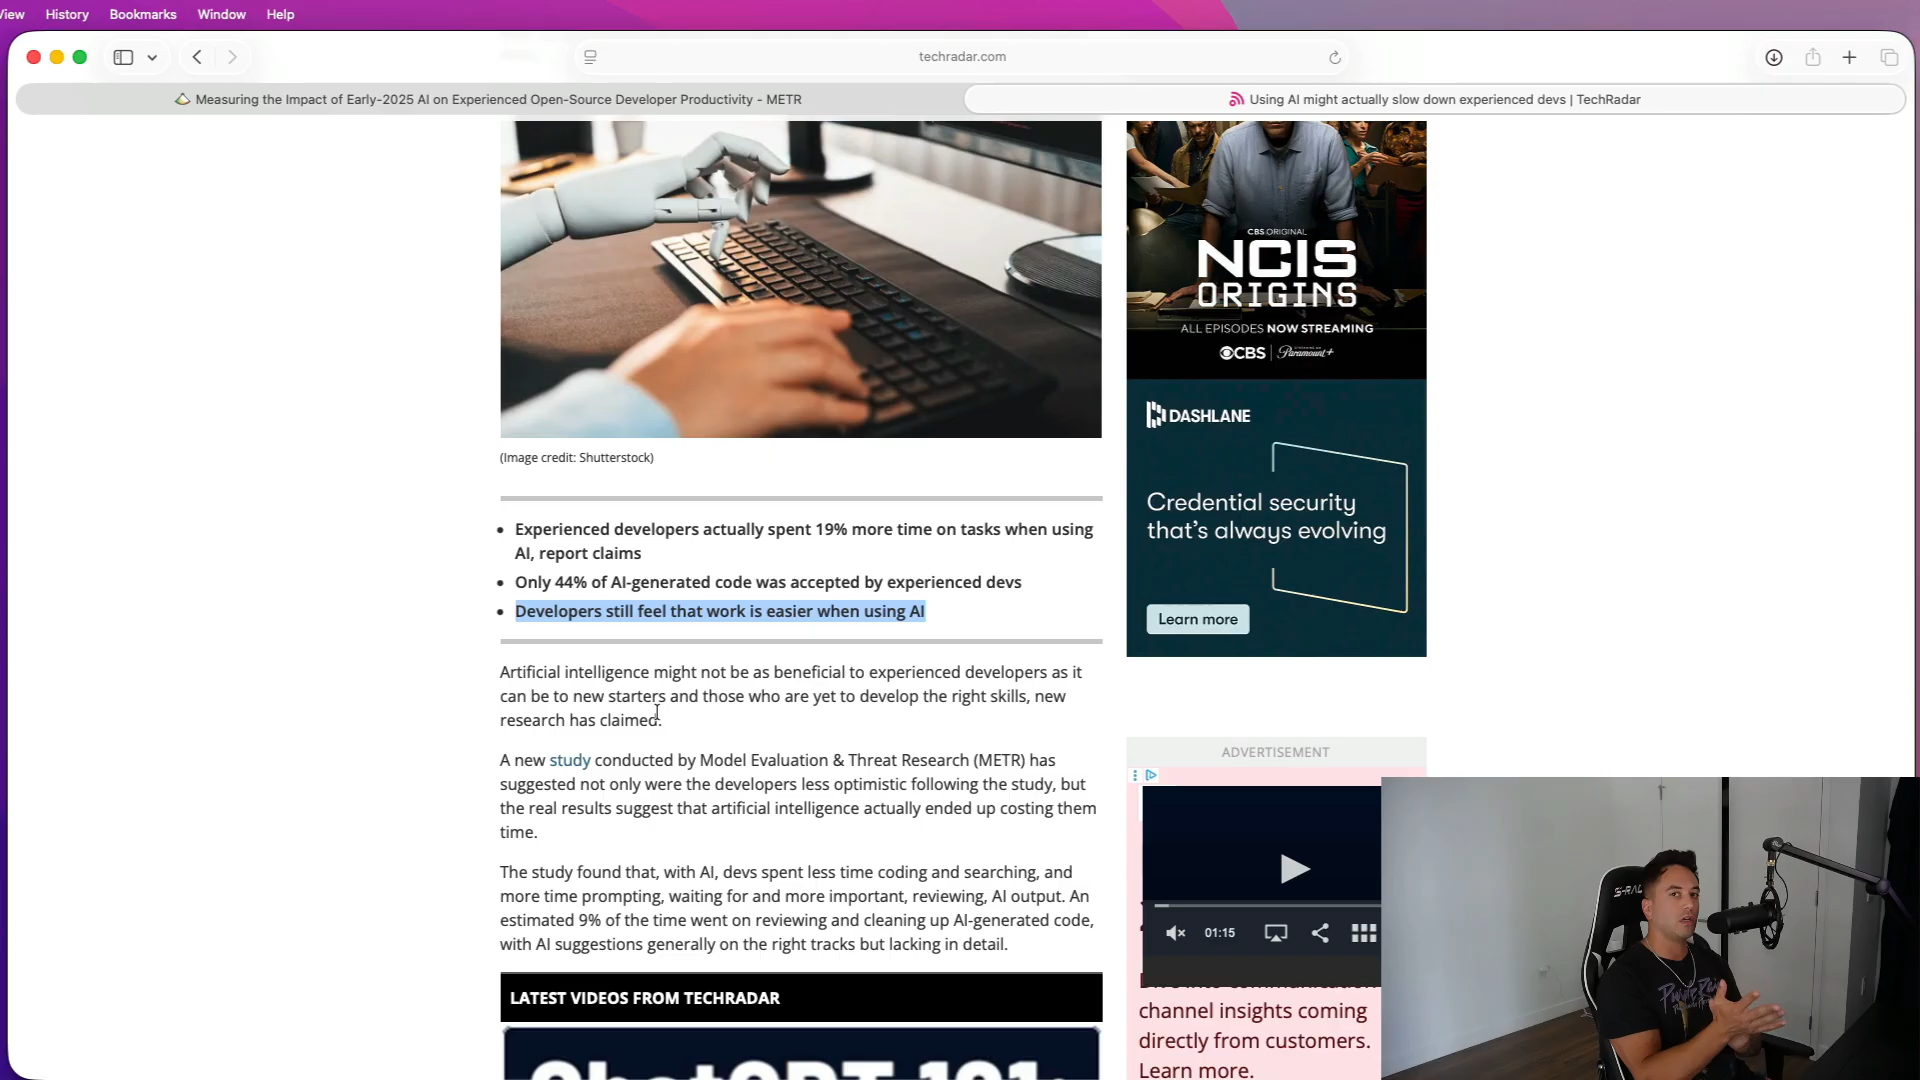 View History Bookmarks Window Help
techradar.com
Measuring the Impact of Early-2025 AI on Experienced Open-Source Developer Productivity - METR
Using AI might actually slow down experienced devs | TechRadar
(Image credit: Shutterstock)
• Experienced developers actually spent 19% more time on tasks when using
AI, report claims
• Only 44% of AI-generated code was accepted by experienced devs
• Developers still feel that work is easier when using AI
Artificial intelligence might not be as beneficial to experienced developers as it
can be to new starters and those who are yet to develop the right skills, new
research has claimed.
A new study conducted by Model Evaluation & Threat Research (METR) has
suggested not only were the developers less optimistic following the study, but
the real results suggest that artificial intelligence actually ended up costing them
time.
The study found that, with AI, devs spent less time coding and searching, and
more time prompting, waiting for and more important, reviewing, AI output. An
estimated 9% of the time went on reviewing and cleaning up AI-generated code,
with AI suggestions generally on the right tracks but lacking in detail.
LATEST VIDEOS FROM TECHRADAR
ChatGPT 101:
CBS ORIGINAL
NCIS
ORIGINS
ALL EPISODES NOW STREAMING
CBS | Paramount+
DASHLANE
Credential security
that's always evolving
Learn more
ADVERTISEMENT
01:15
channel insights coming
directly from customers.
Learn more.